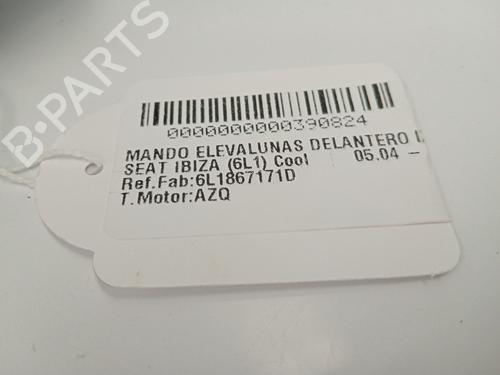 B-PARTS
0000000000390824
MANDO ELEVALUNAS DELANTERO
SEAT IBIZA (6L1) Cool 05.04 –
Ref.Fab:6L1867171D
T.Motor:AZQ